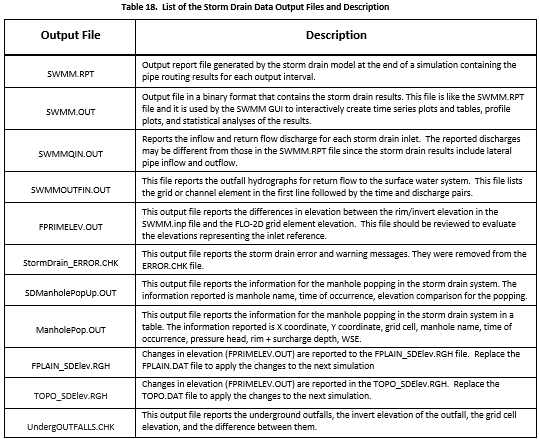 Table 18. List of the Storm Drain Data Output Files and Description
Output File
Description
SWMM.RPT
Output report file generated by the storm drain model at the end of a simulation containing the
pipe routing results for each output interval.
SWMM.OUT
Output file in a binary format that contains the storm drain results. This file is like the SWMM.RPT
file and it is used by the SWMM GUI to interactively create time series plots and tables, profile
plots, and statistical analyses of the results.
SWMMQIN.OUT
Reports the inflow and return flow discharge for each storm drain inlet. The reported discharges
may be different from those in the SWMM.RPT file since the storm drain results include lateral
pipe inflow and outflow.
SWMMOUTFIN.OUT
This file reports the outfall hydrographs for return flow to the surface water system. This file lists
the grid or channel element in the first line followed by the time and discharge pairs.
FPRIMELEV.OUT
This output file reports the differences in elevation between the rim/invert elevation in the
SWMM.inp file and the FLO-2D grid element elevation. This file should be reviewed to evaluate
the elevations representing the inlet reference.
StormDrain_ERROR.CHK
This output file reports the storm drain error and warning messages. They were removed from the
ERROR.CHK file.
SDManholePopUp.OUT
This output file reports the information for the manhole popping in the storm drain system. The
information reported is manhole name, time of occurrence, elevation comparison for the popping.
ManholePop.OUT
This output file reports the information for the manhole popping in the storm drain system in a
table. The information reported is X coordinate, Y coordinate, grid cell, manhole name, time of
occurrence, pressure head, rim + surcharge depth, WSE.
FPLAIN_SDElev.RGH
Changes in elevation (FPRIMELEV.OUT) are reported to the FPLAIN_SDElev.RGH file. Replace the
FPLAIN.DAT file to apply the changes to the next simulation
TOPO_SDElev.RGH
Changes in elevation (FPRIMELEV.OUT) are reported in the TOPO_SDElev.RGH. Replace the
TOPO.DAT file to apply the changes to the next simulation.
UndergOUTFALLS.CHK
This output file reports the underground outfalls, the invert elevation of the outfall, the grid cell
elevation, and the difference between them.